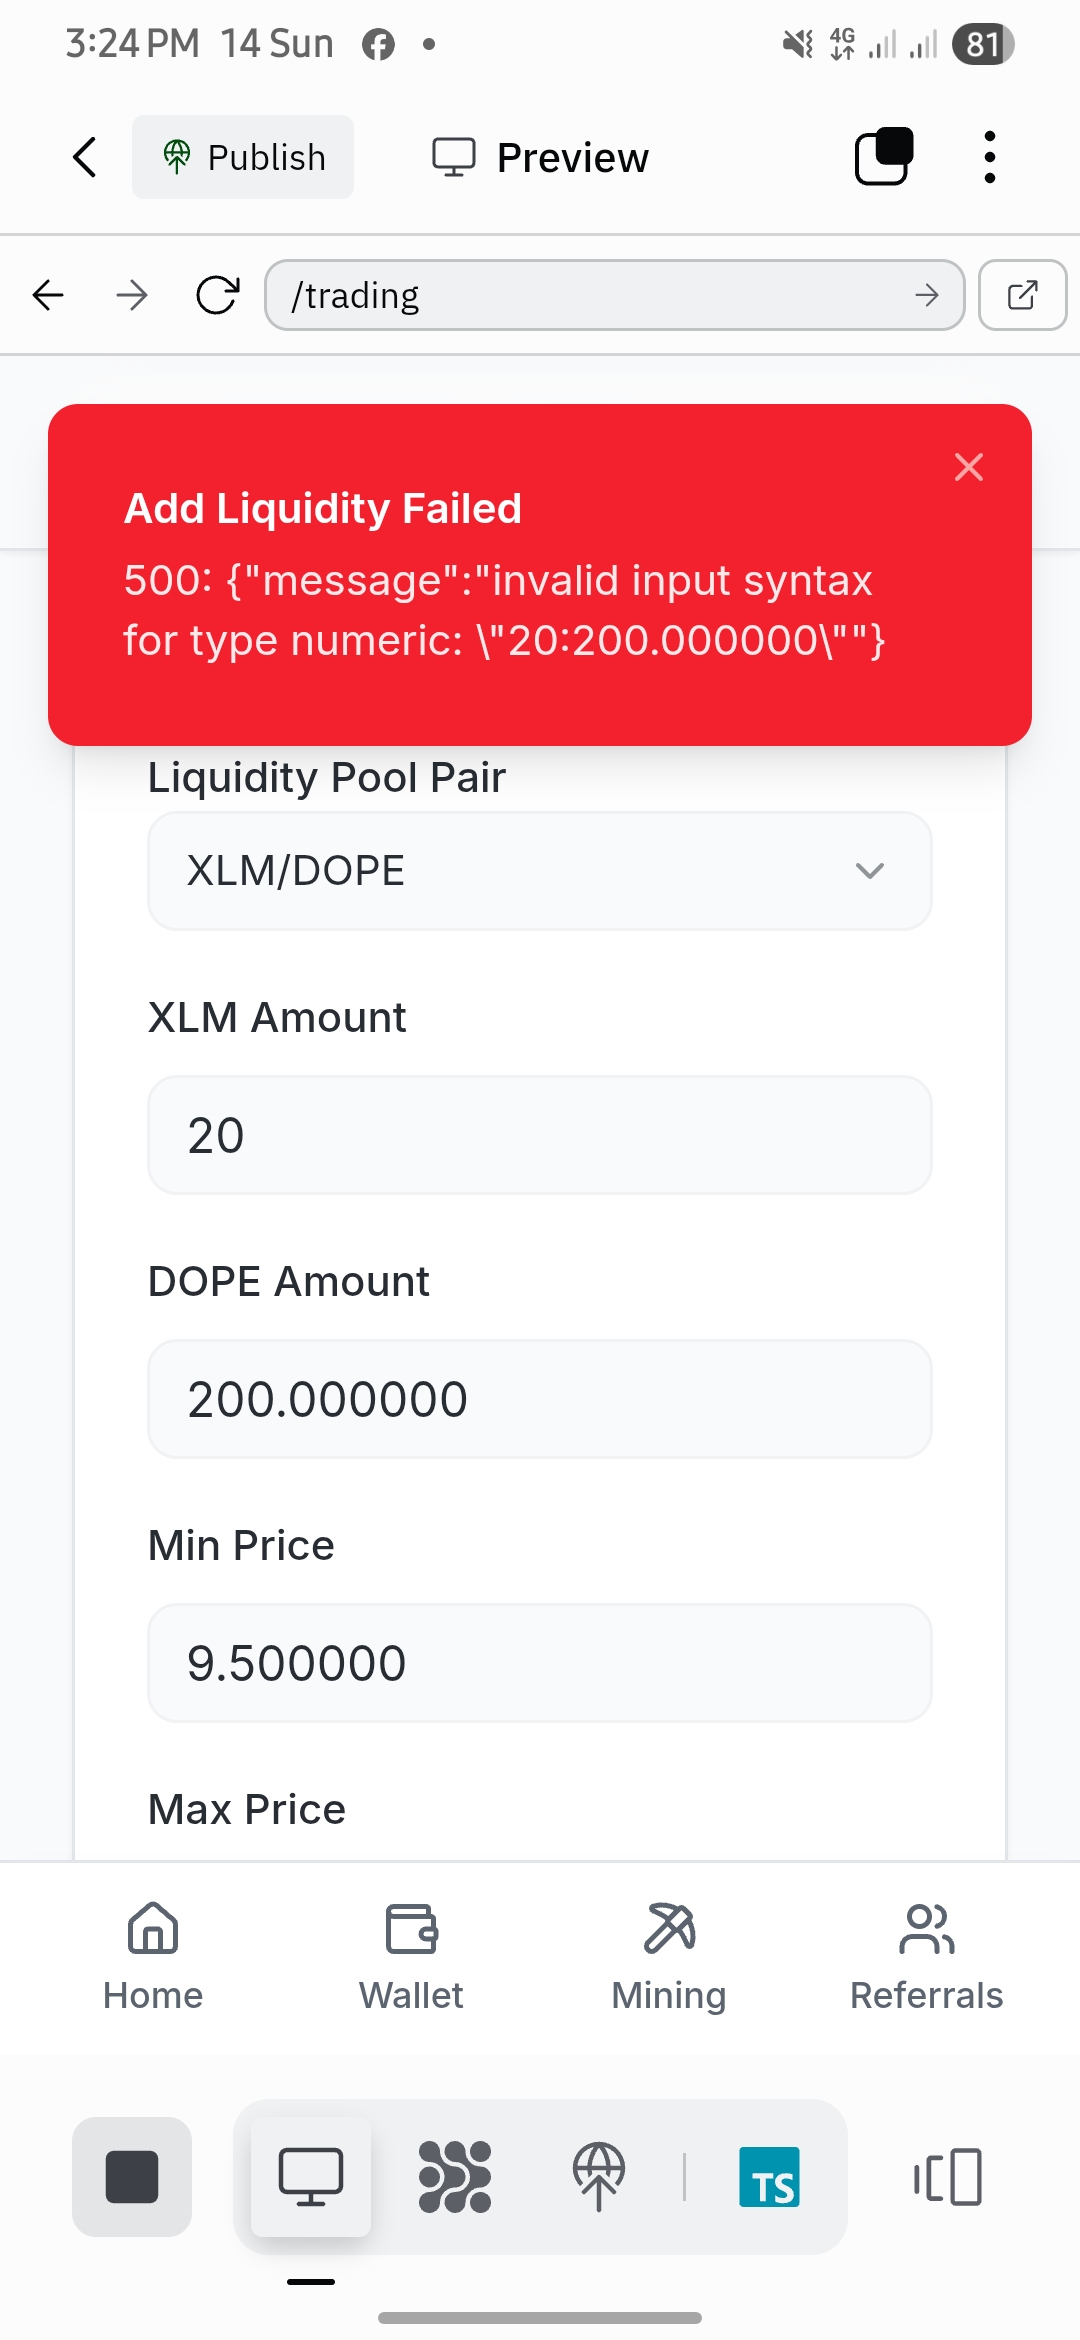 3:24 PM 14 Sun
4G
81
Publish
Preview
/trading
Add Liquidity Failed
500: {"message":"invalid input syntax
for type numeric: \"20:200.000000\""}
Liquidity Pool Pair
XLM/DOPE
XLM Amount
20
DOPE Amount
200.000000
Min Price
9.500000
Max Price
Home
Wallet
Mining
Referrals
TS